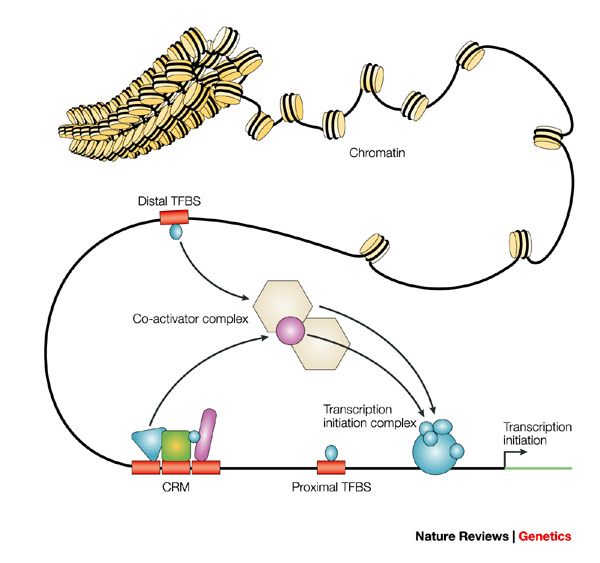 Chromatin
Distal TFBS
Co-activator complex
Transcription
initiation complex
Transcription
initiation
CRM
Proximal TFBS
Nature Reviews | Genetics